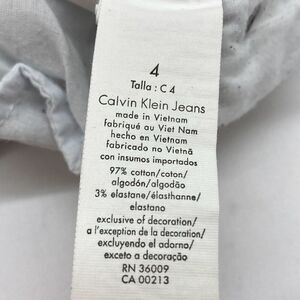 4
Talla : C 4
Calvin Klein Jeans
made in Vietnam
fabriqué au Viet Nam
hecho en Vietnam
fabricado no Vietnã
con insumos importados
97% cotton/coton/
algodón/algodão
3% elastane/élasthanne/
elastano
exclusive of decoration/
a l'exception de la decoration/
excluyendo el adorno/
exceto a decoração
RN 36009
CA 00213